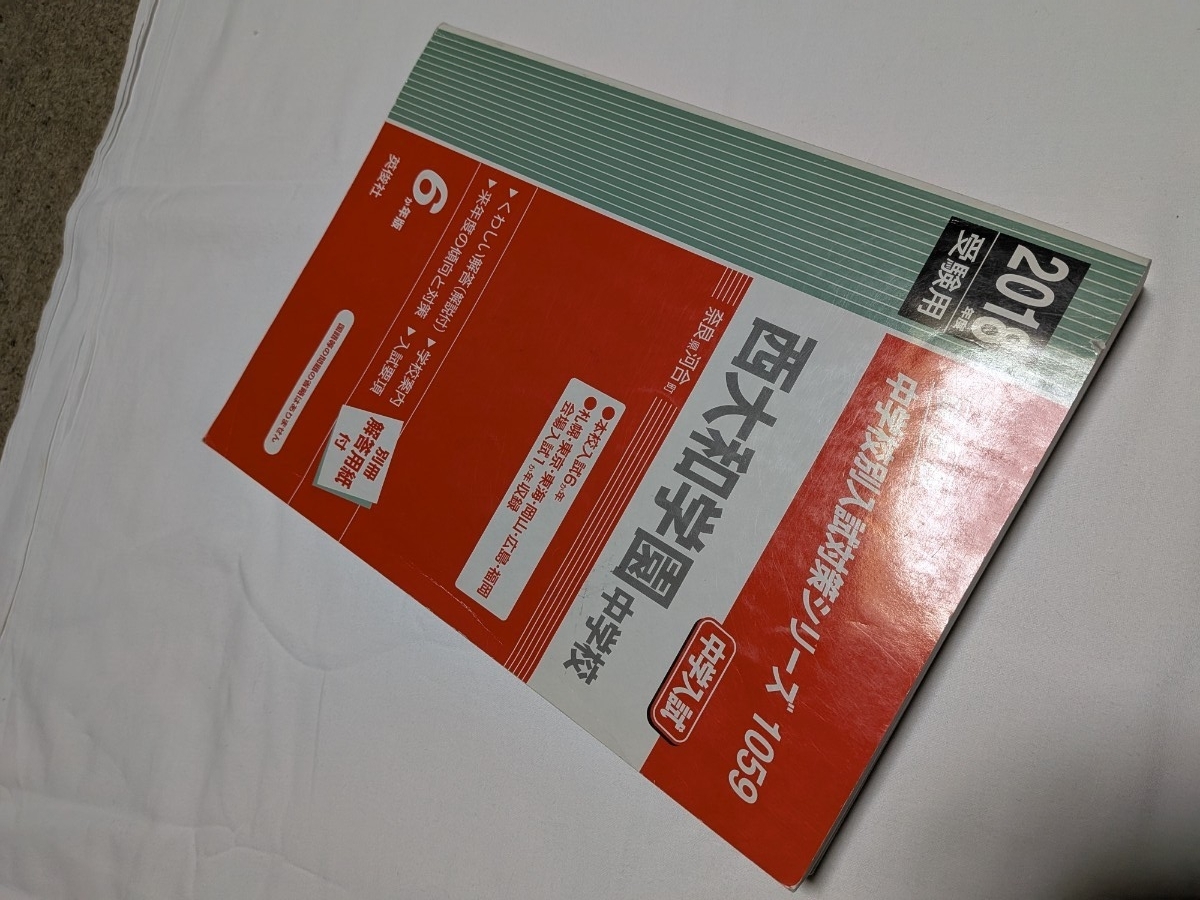 2018年度
受験用
中学校別入試対策シリーズ 1059
中学入試
奈良県河合町
西大和学園中学校
●本校入試6か年
●札幌・東京・東海・岡山・広島・福岡
会場入試1か年収録
▶くわしい解答(解説付) ▶学校案内
▶来年度の傾向と対策 ▶入試要項
別冊
解答用紙
付
6か年版
英俊社